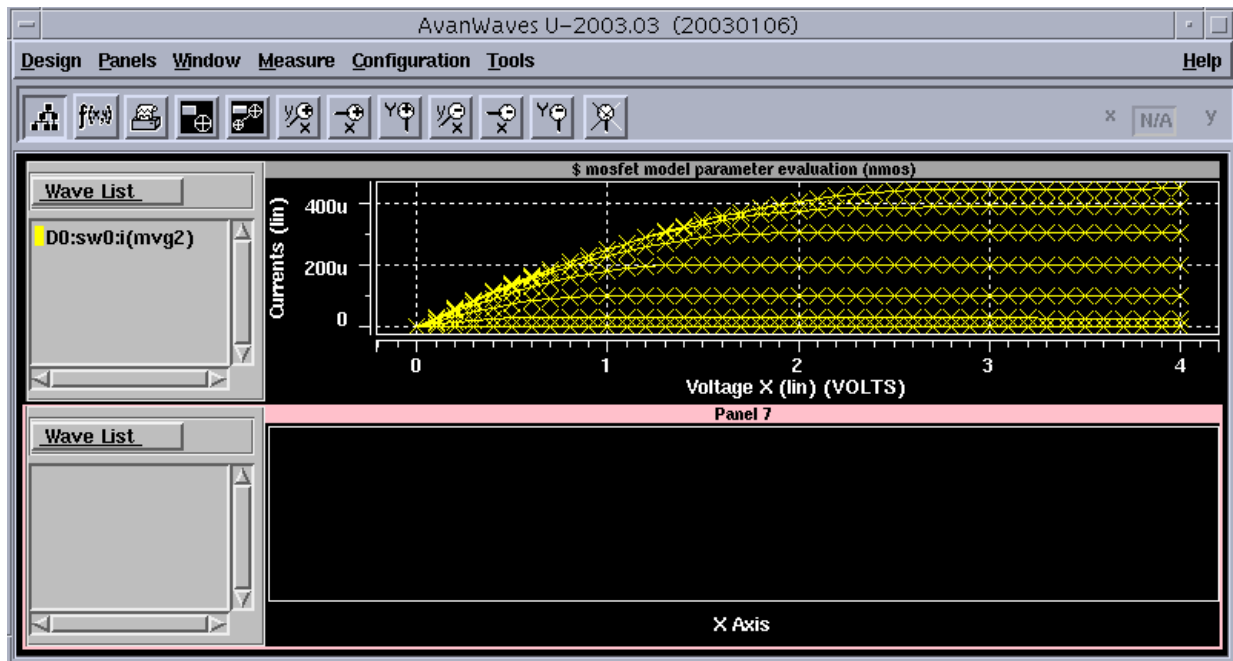 AvanWaves U-2003.03 (20030106)
Design Panels Window Measure Configuration Tools Help
f(x,y) y x x Y y x x Y x N/A y
$ mosfet model parameter evaluation (nmos)
Wave List
D0:sw0:i(mvg2)
Currents (lin)
400u
200u
0
0 1 2 3 4
Voltage X (lin) (VOLTS)
Panel 7
Wave List
X Axis